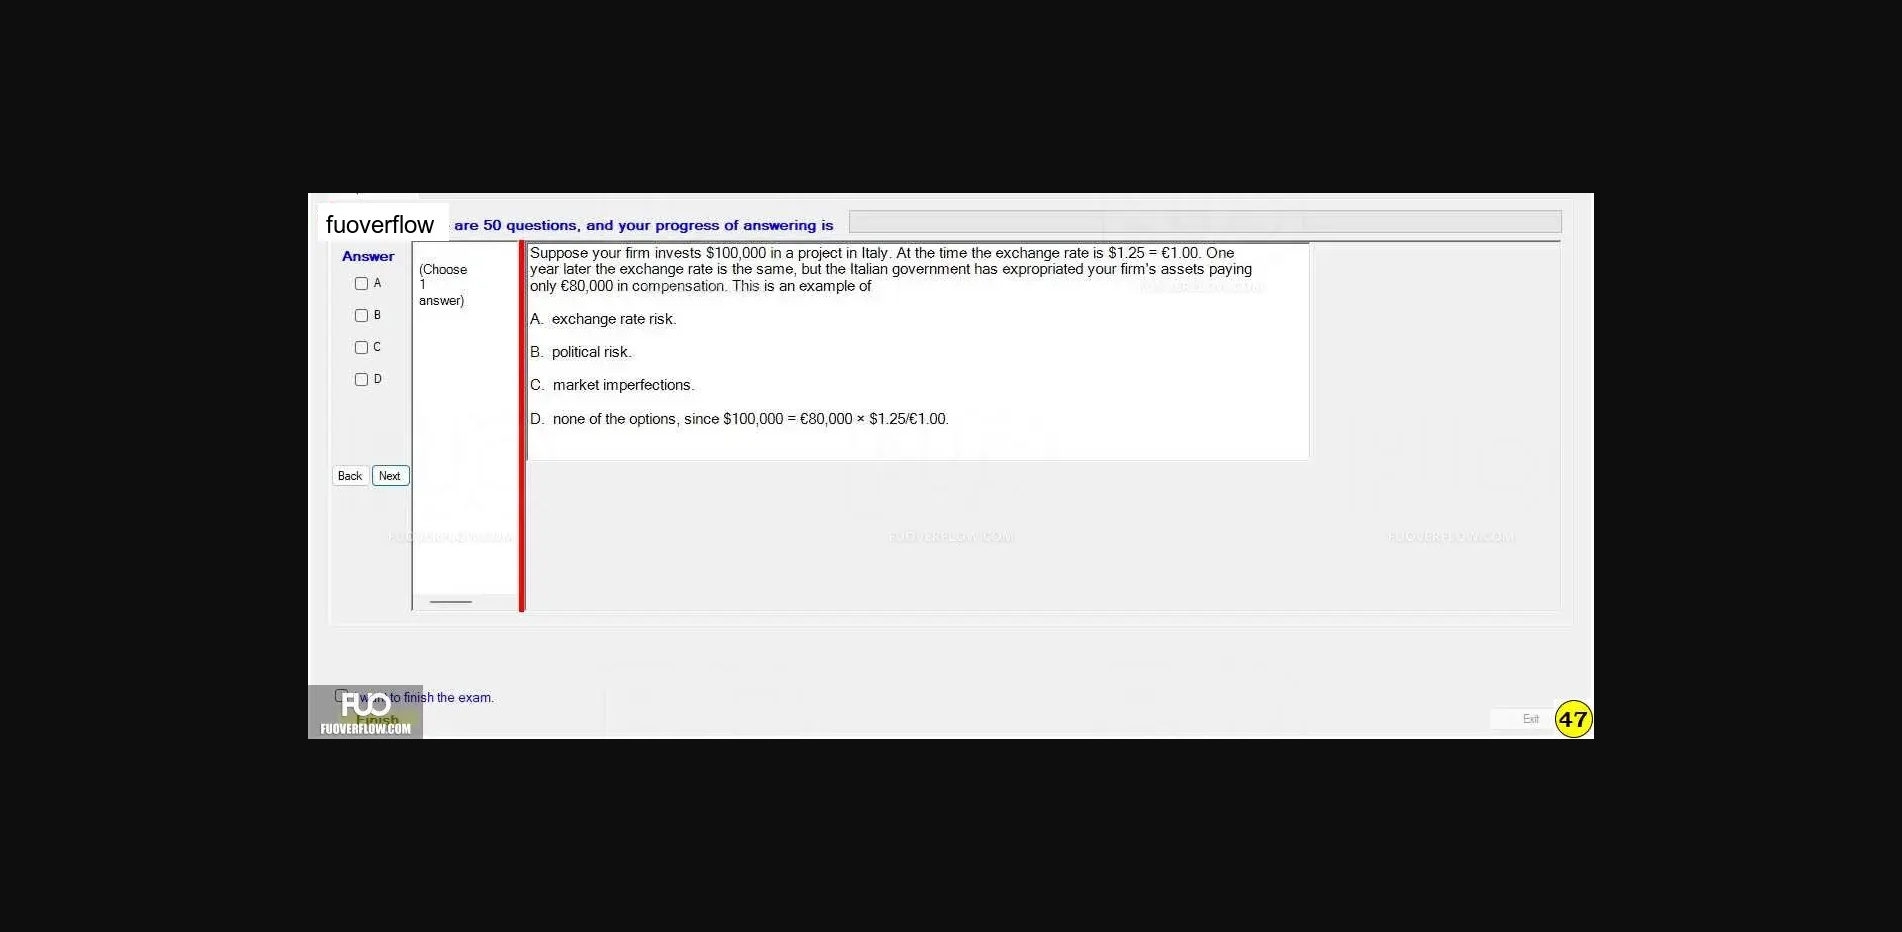 fuoverflow
are 50 questions, and your progress of answering is
Answer
A
B
C
D
Back Next
(Choose
1
answer)
Suppose your firm invests $100,000 in a project in Italy. At the time the exchange rate is $1.25 = €1.00. One
year later the exchange rate is the same, but the Italian government has expropriated your firm's assets paying
only €80,000 in compensation. This is an example of
A. exchange rate risk.
B. political risk.
C. market imperfections.
D. none of the options, since $100,000 = €80,000 × $1.25/€1.00.
FUOVERFLOW.COM
FUOVERFLOW.COM
FUOVERFLOW.COM
FUOVERFLOW.COM
I want to finish the exam.
FUO
Finish
FUOVERFLOW.COM
Exit
47